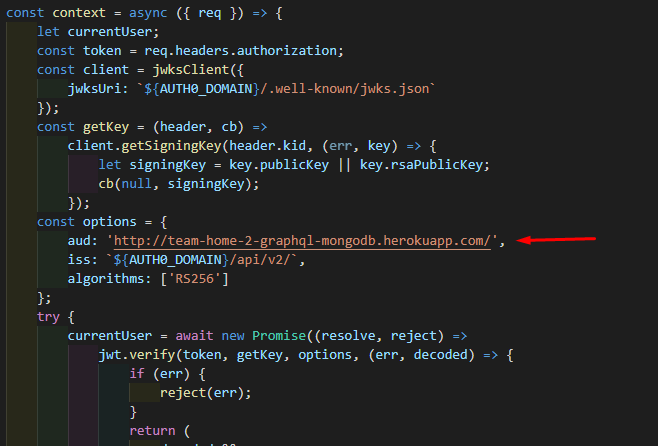 const context = async ({ req }) => {
let currentUser;
const token = req.headers.authorization;
const client = jwksClient({
jwksUri: `${AUTH0_DOMAIN}/.well-known/jwks.json`
});
const getKey = (header, cb) =>
client.getSigningKey(header.kid, (err, key) => {
let signingKey = key.publicKey || key.rsaPublicKey;
cb(null, signingKey);
});
const options = {
aud: 'http://team-home-2-graphql-mongodb.herokuapp.com/',
iss: `${AUTH0_DOMAIN}/api/v2/`,
algorithms: ['RS256']
};
try {
currentUser = await new Promise((resolve, reject) =>
jwt.verify(token, getKey, options, (err, decoded) => {
if (err) {
reject(err);
}
return (